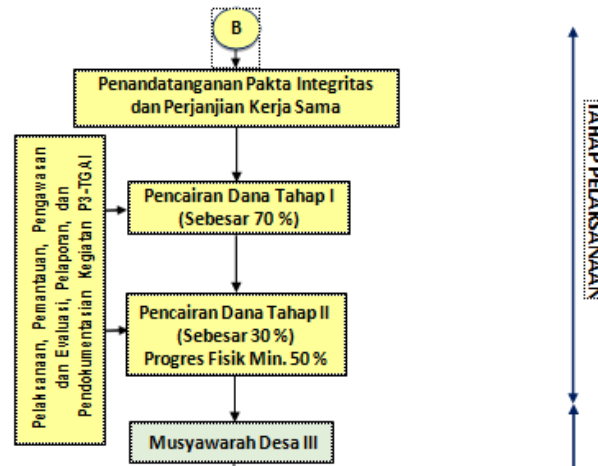 B
Penandatanganan Pakta Integritas
dan Perjanjian Kerja Sama
Pelaksanaan, Pemantauan, Pengawasan
dan Evaluasi, Pelaporan, dan
Pendokumentasian Kegiatan P3-TGAI
Pencairan Dana Tahap I
(Sebesar 70 %)
Pencairan Dana Tahap II
(Sebesar 30 %)
Progres Fisik Min. 50 %
Musyawarah Desa III
TAHAP PELAKSANAAN